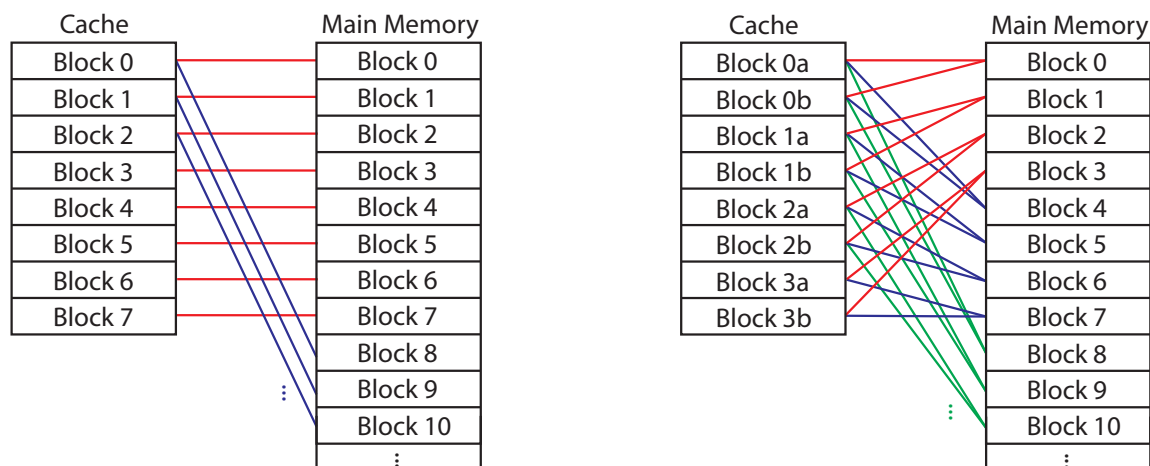 Cache
Main Memory
Block 0
Block 1
Block 2
Block 3
Block 4
Block 5
Block 6
Block 7
Block 0
Block 1
Block 2
Block 3
Block 4
Block 5
Block 6
Block 7
Block 8
Block 9
Block 10
⋮
⋮
Cache
Main Memory
Block 0a
Block 0b
Block 1a
Block 1b
Block 2a
Block 2b
Block 3a
Block 3b
Block 0
Block 1
Block 2
Block 3
Block 4
Block 5
Block 6
Block 7
Block 8
Block 9
Block 10
⋮
⋮